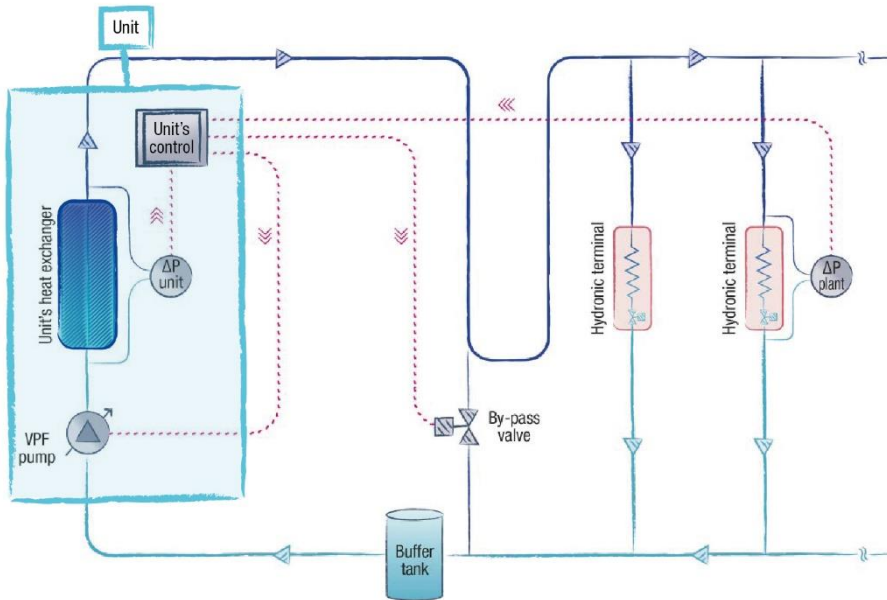 Unit
Unit's
control
Unit's heat exchanger
ΔP
unit
VPF
pump
By-pass
valve
Buffer
tank
Hydronic terminal
Hydronic terminal
ΔP
plant